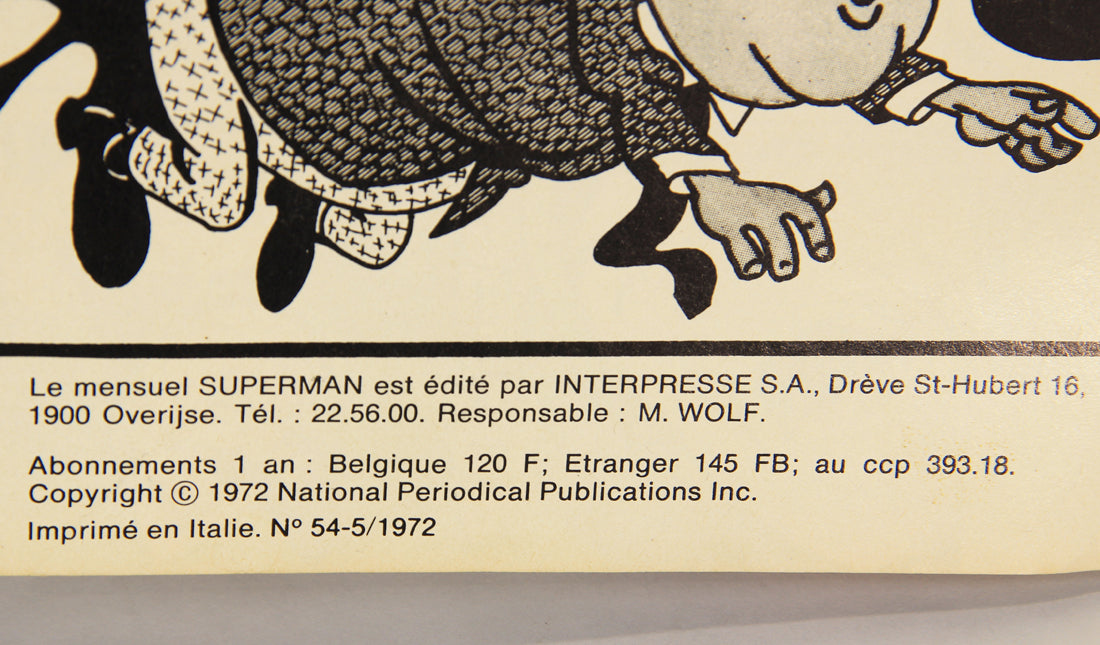 Le mensuel SUPERMAN est édité par INTERPRESSE S.A., Drève St-Hubert 16,
1900 Overijse. Tél. : 22.56.00. Responsable : M. WOLF.
Abonnements 1 an : Belgique 120 F; Etranger 145 FB; au ccp 393.18.
Copyright © 1972 National Periodical Publications Inc.
Imprimé en Italie. Nº 54-5/1972